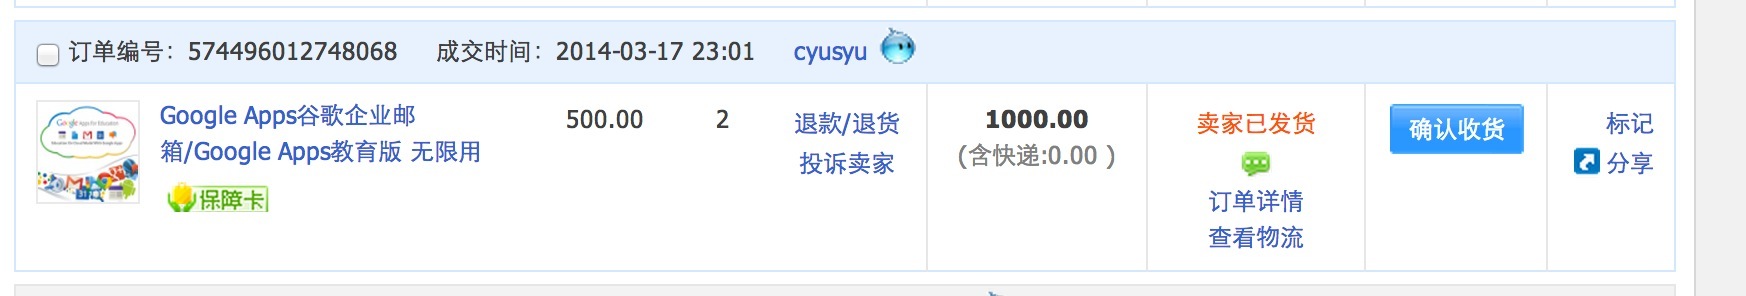 订单编号：574496012748068 成交时间：2014-03-17 23:01 cyusyu
Google Apps谷歌企业邮
箱/Google Apps教育版 无限用
保障卡
500.00
2
退款/退货
投诉卖家
1000.00
(含快递:0.00 )
卖家已发货
订单详情
查看物流
确认收货
标记
分享